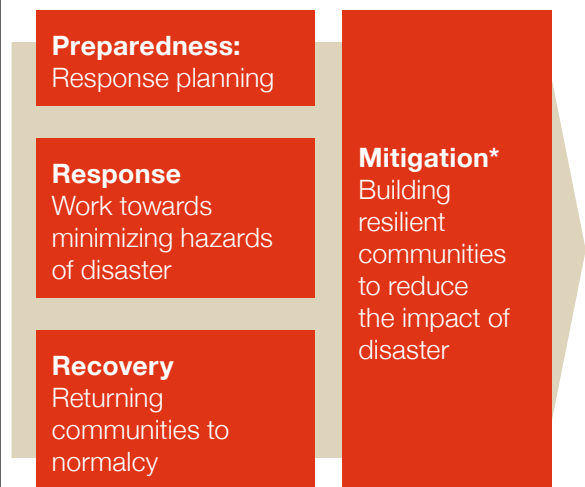 Preparedness:
Response planning
Response
Work towards
minimizing hazards
of disaster
Recovery
Returning
communities to
normalcy
Mitigation*
Building
resilient
communities
to reduce
the impact of
disaster